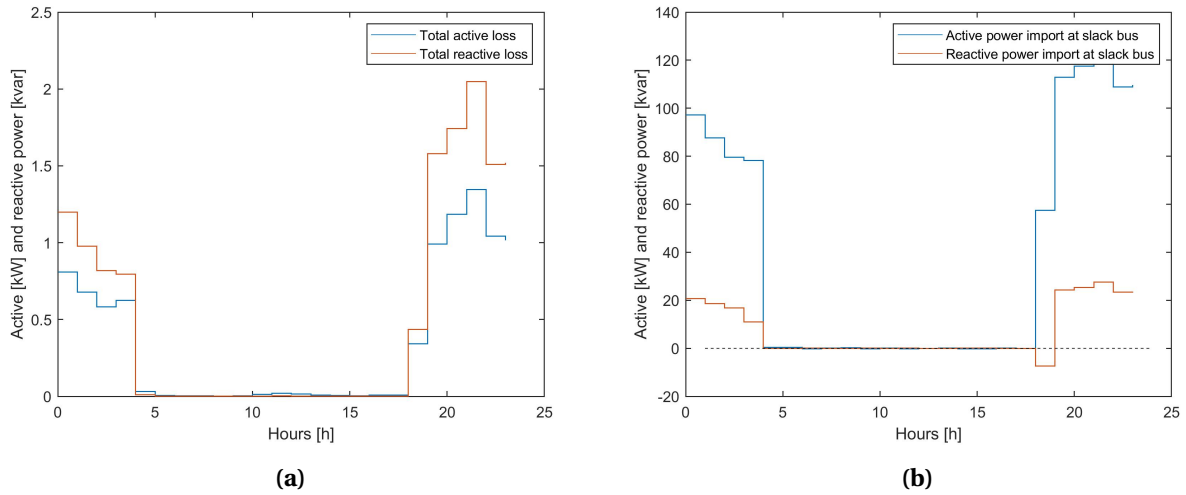 2.5
2
1.5
1
0.5
0
0 5 10 15 20 25
Active [kW] and reactive power [kvar]
Hours [h]
Total active loss
Total reactive loss
(a)
140
120
100
80
60
40
20
0
-20
0 5 10 15 20 25
Active [kW] and reactive power [kvar]
Hours [h]
Active power import at slack bus
Reactive power import at slack bus
(b)